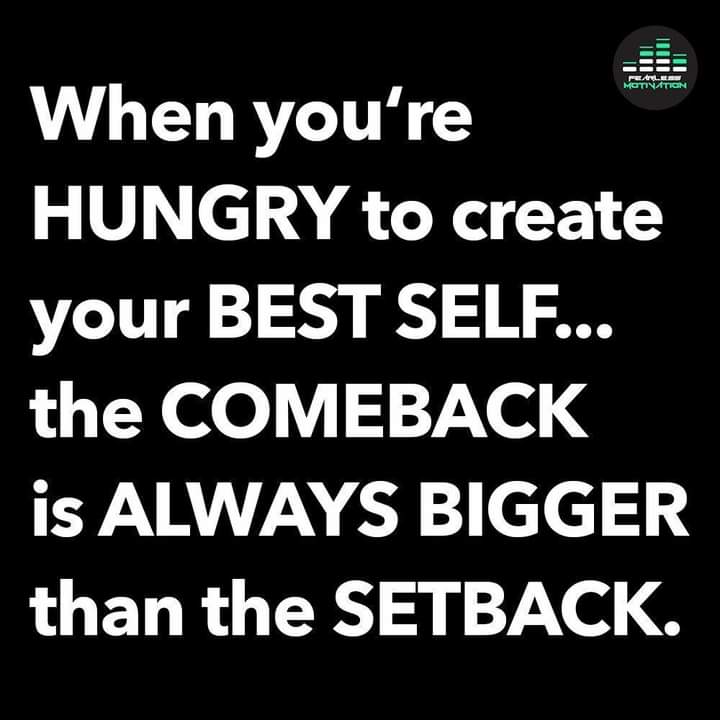 FEARLESS
MOTIVATION
When you‘re
HUNGRY to create
your BEST SELF...
the COMEBACK
is ALWAYS BIGGER
than the SETBACK.